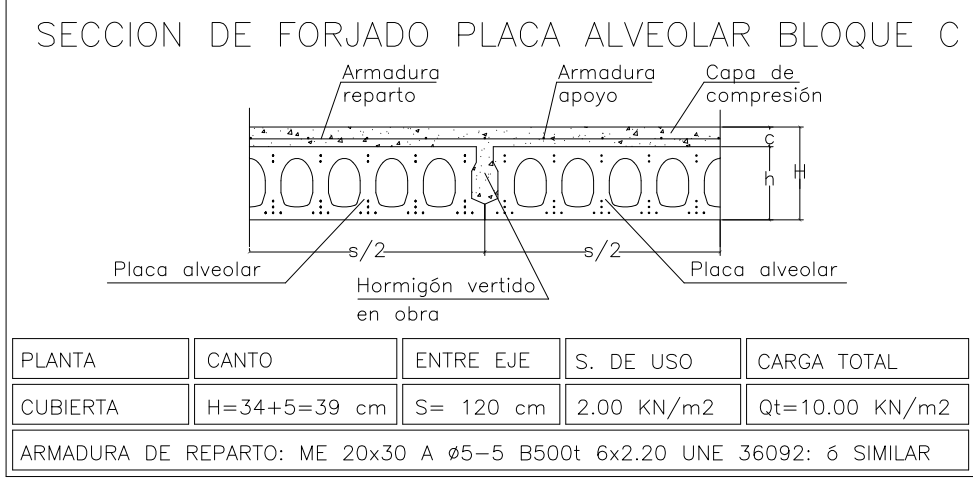 SECCION DE FORJADO PLACA ALVEOLAR BLOQUE C
Armadura
reparto
Armadura
apoyo
Capa de
compresión
c
h
H
s/2
s/2
Placa alveolar
Placa alveolar
Hormigón vertido
en obra
PLANTA CANTO ENTRE EJE S. DE USO CARGA TOTAL
CUBIERTA H=34+5=39 cm S= 120 cm 2.00 KN/m2 Qt=10.00 KN/m2
ARMADURA DE REPARTO: ME 20x30 A ø5-5 B500t 6x2.20 UNE 36092: ó SIMILAR